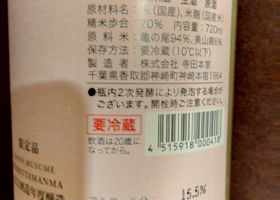 原材料名：米(国産米)、米麹(国産米)
精米歩合：70%　内容量：720ml
原料米：亀の尾94%、美山錦6%
保存方法：要冷蔵(10℃以下)
製造者：株式会社 寺田本家
千葉県香取郡神崎町神崎本宿1964
●瓶内2次発酵により発泡する場合が
ございます。開栓時ご注意ください。
要冷蔵
飲酒は20歳に
なってから。
4 515918 000418
限定品
MUSUME
15.5%